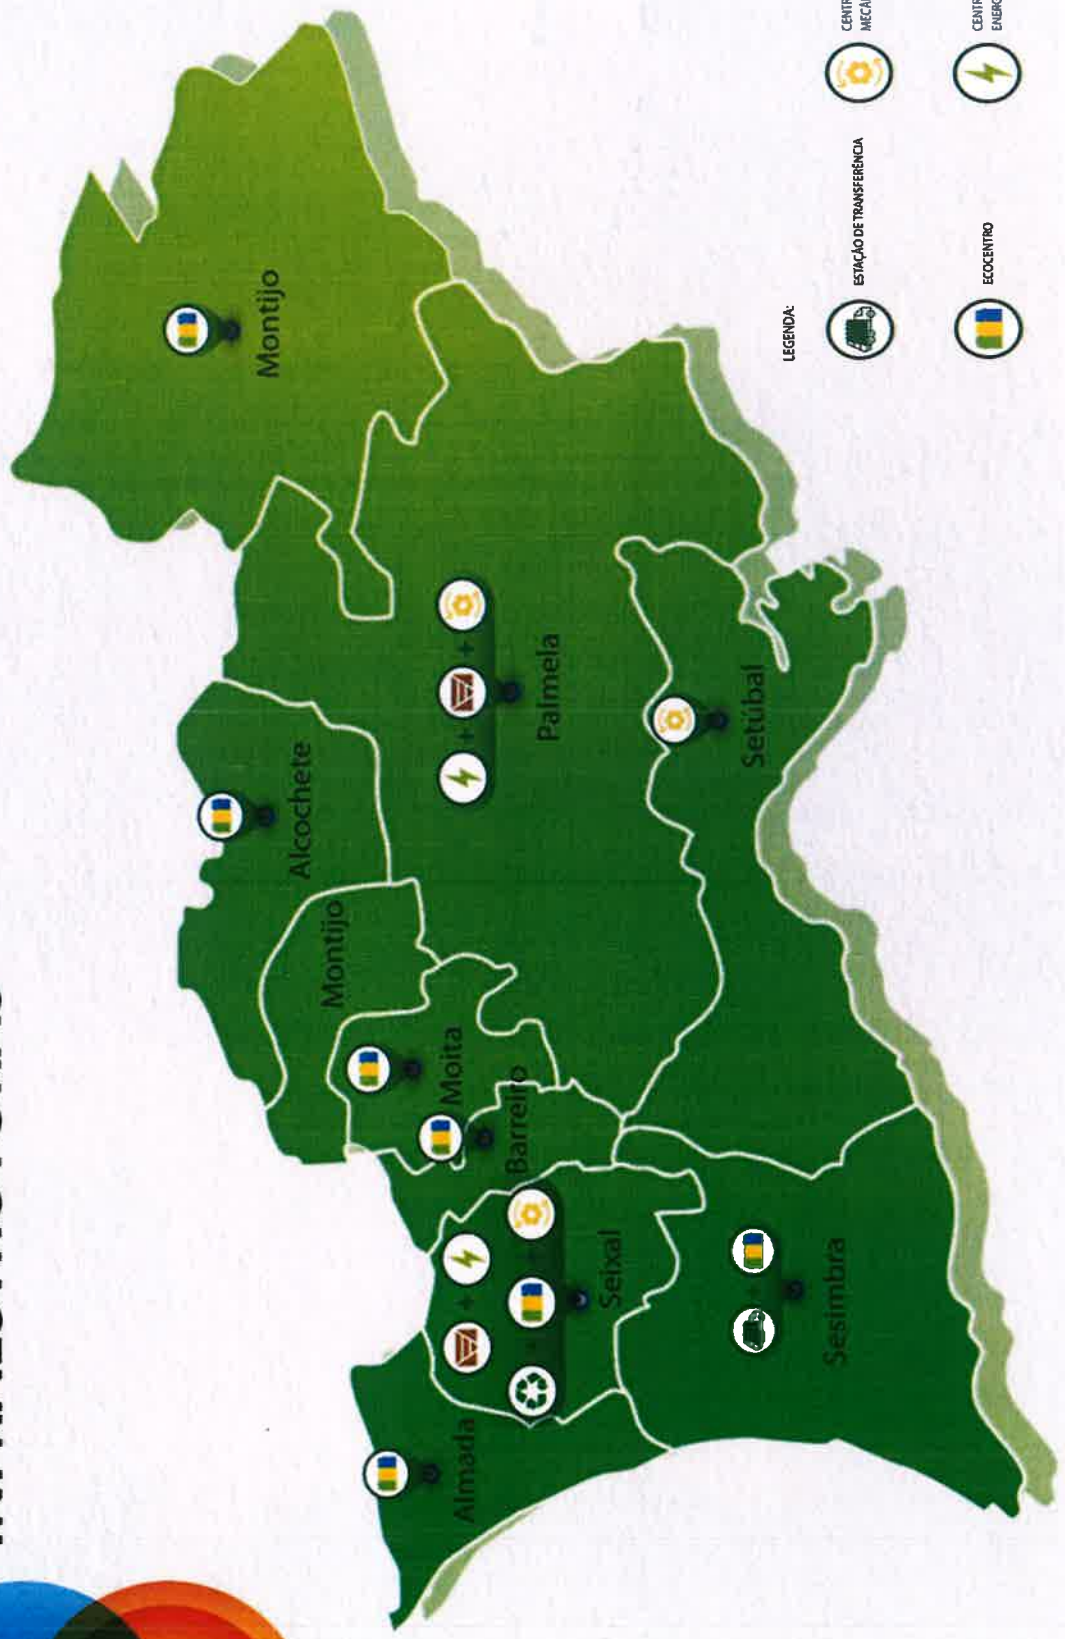 Montijo
Alcochete
Montijo
Moita
Barreiro
Palmela
Setúbal
Seixal
Almada
Sesimbra
LEGENDA:
ESTAÇÃO DE TRANSFERÊNCIA
ECOCENTRO